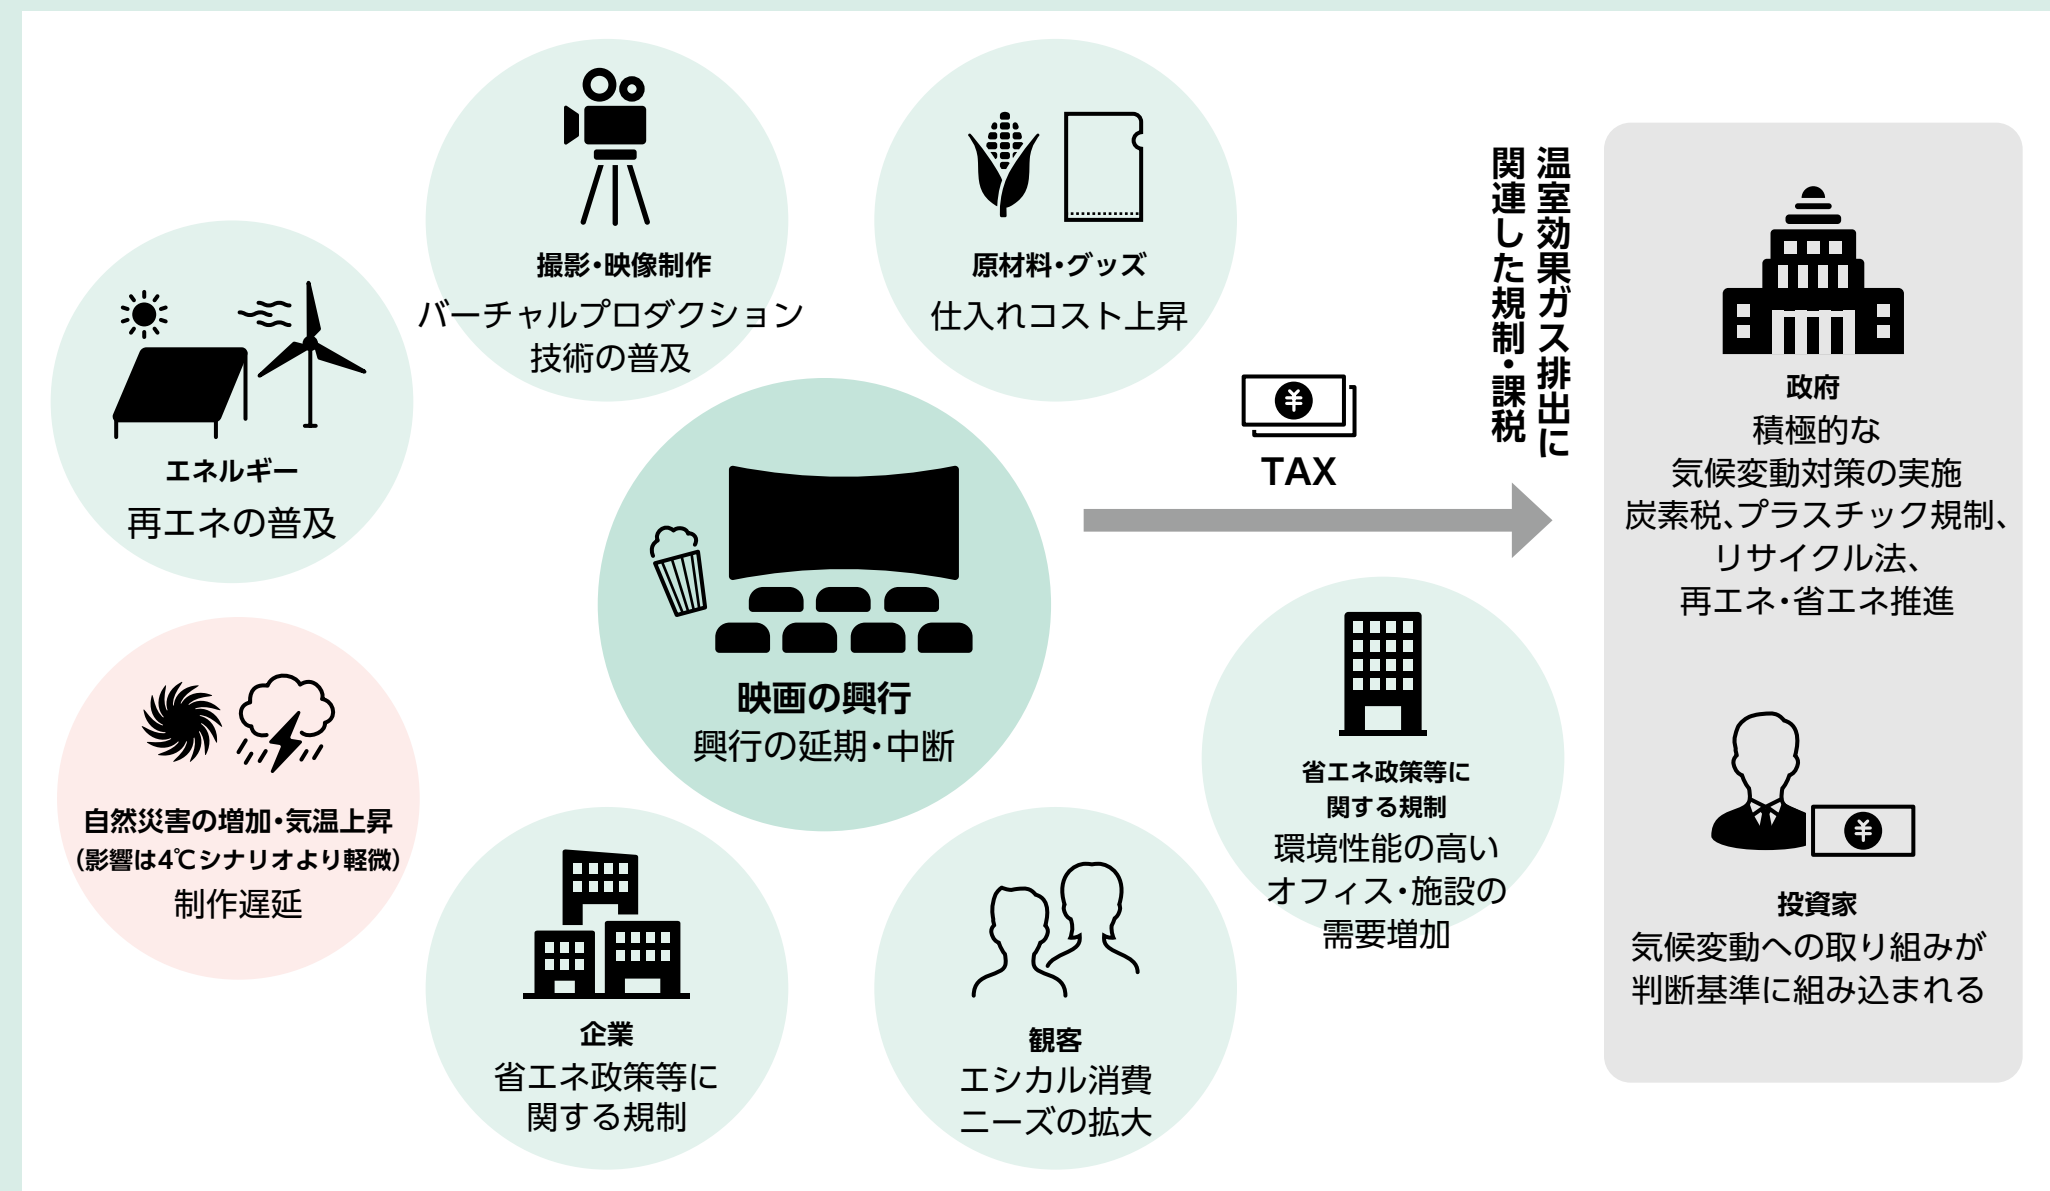 撮影・映像制作
バーチャルプロダクション
技術の普及
原材料・グッズ
仕入れコスト上昇
エネルギー
再エネの普及
自然災害の増加・気温上昇
（影響は4℃シナリオより軽微）
制作遅延
映画の興行
興行の延期・中断
企業
省エネ政策等に
関する規制
観客
エシカル消費
ニーズの拡大
省エネ政策等に
関する規制
環境性能の高い
オフィス・施設の
需要増加
¥
TAX
温室効果ガス排出に
関連した規制・課税
政府
積極的な
気候変動対策の実施
炭素税、プラスチック規制、
リサイクル法、
再エネ・省エネ推進
¥
投資家
気候変動への取り組みが
判断基準に組み込まれる